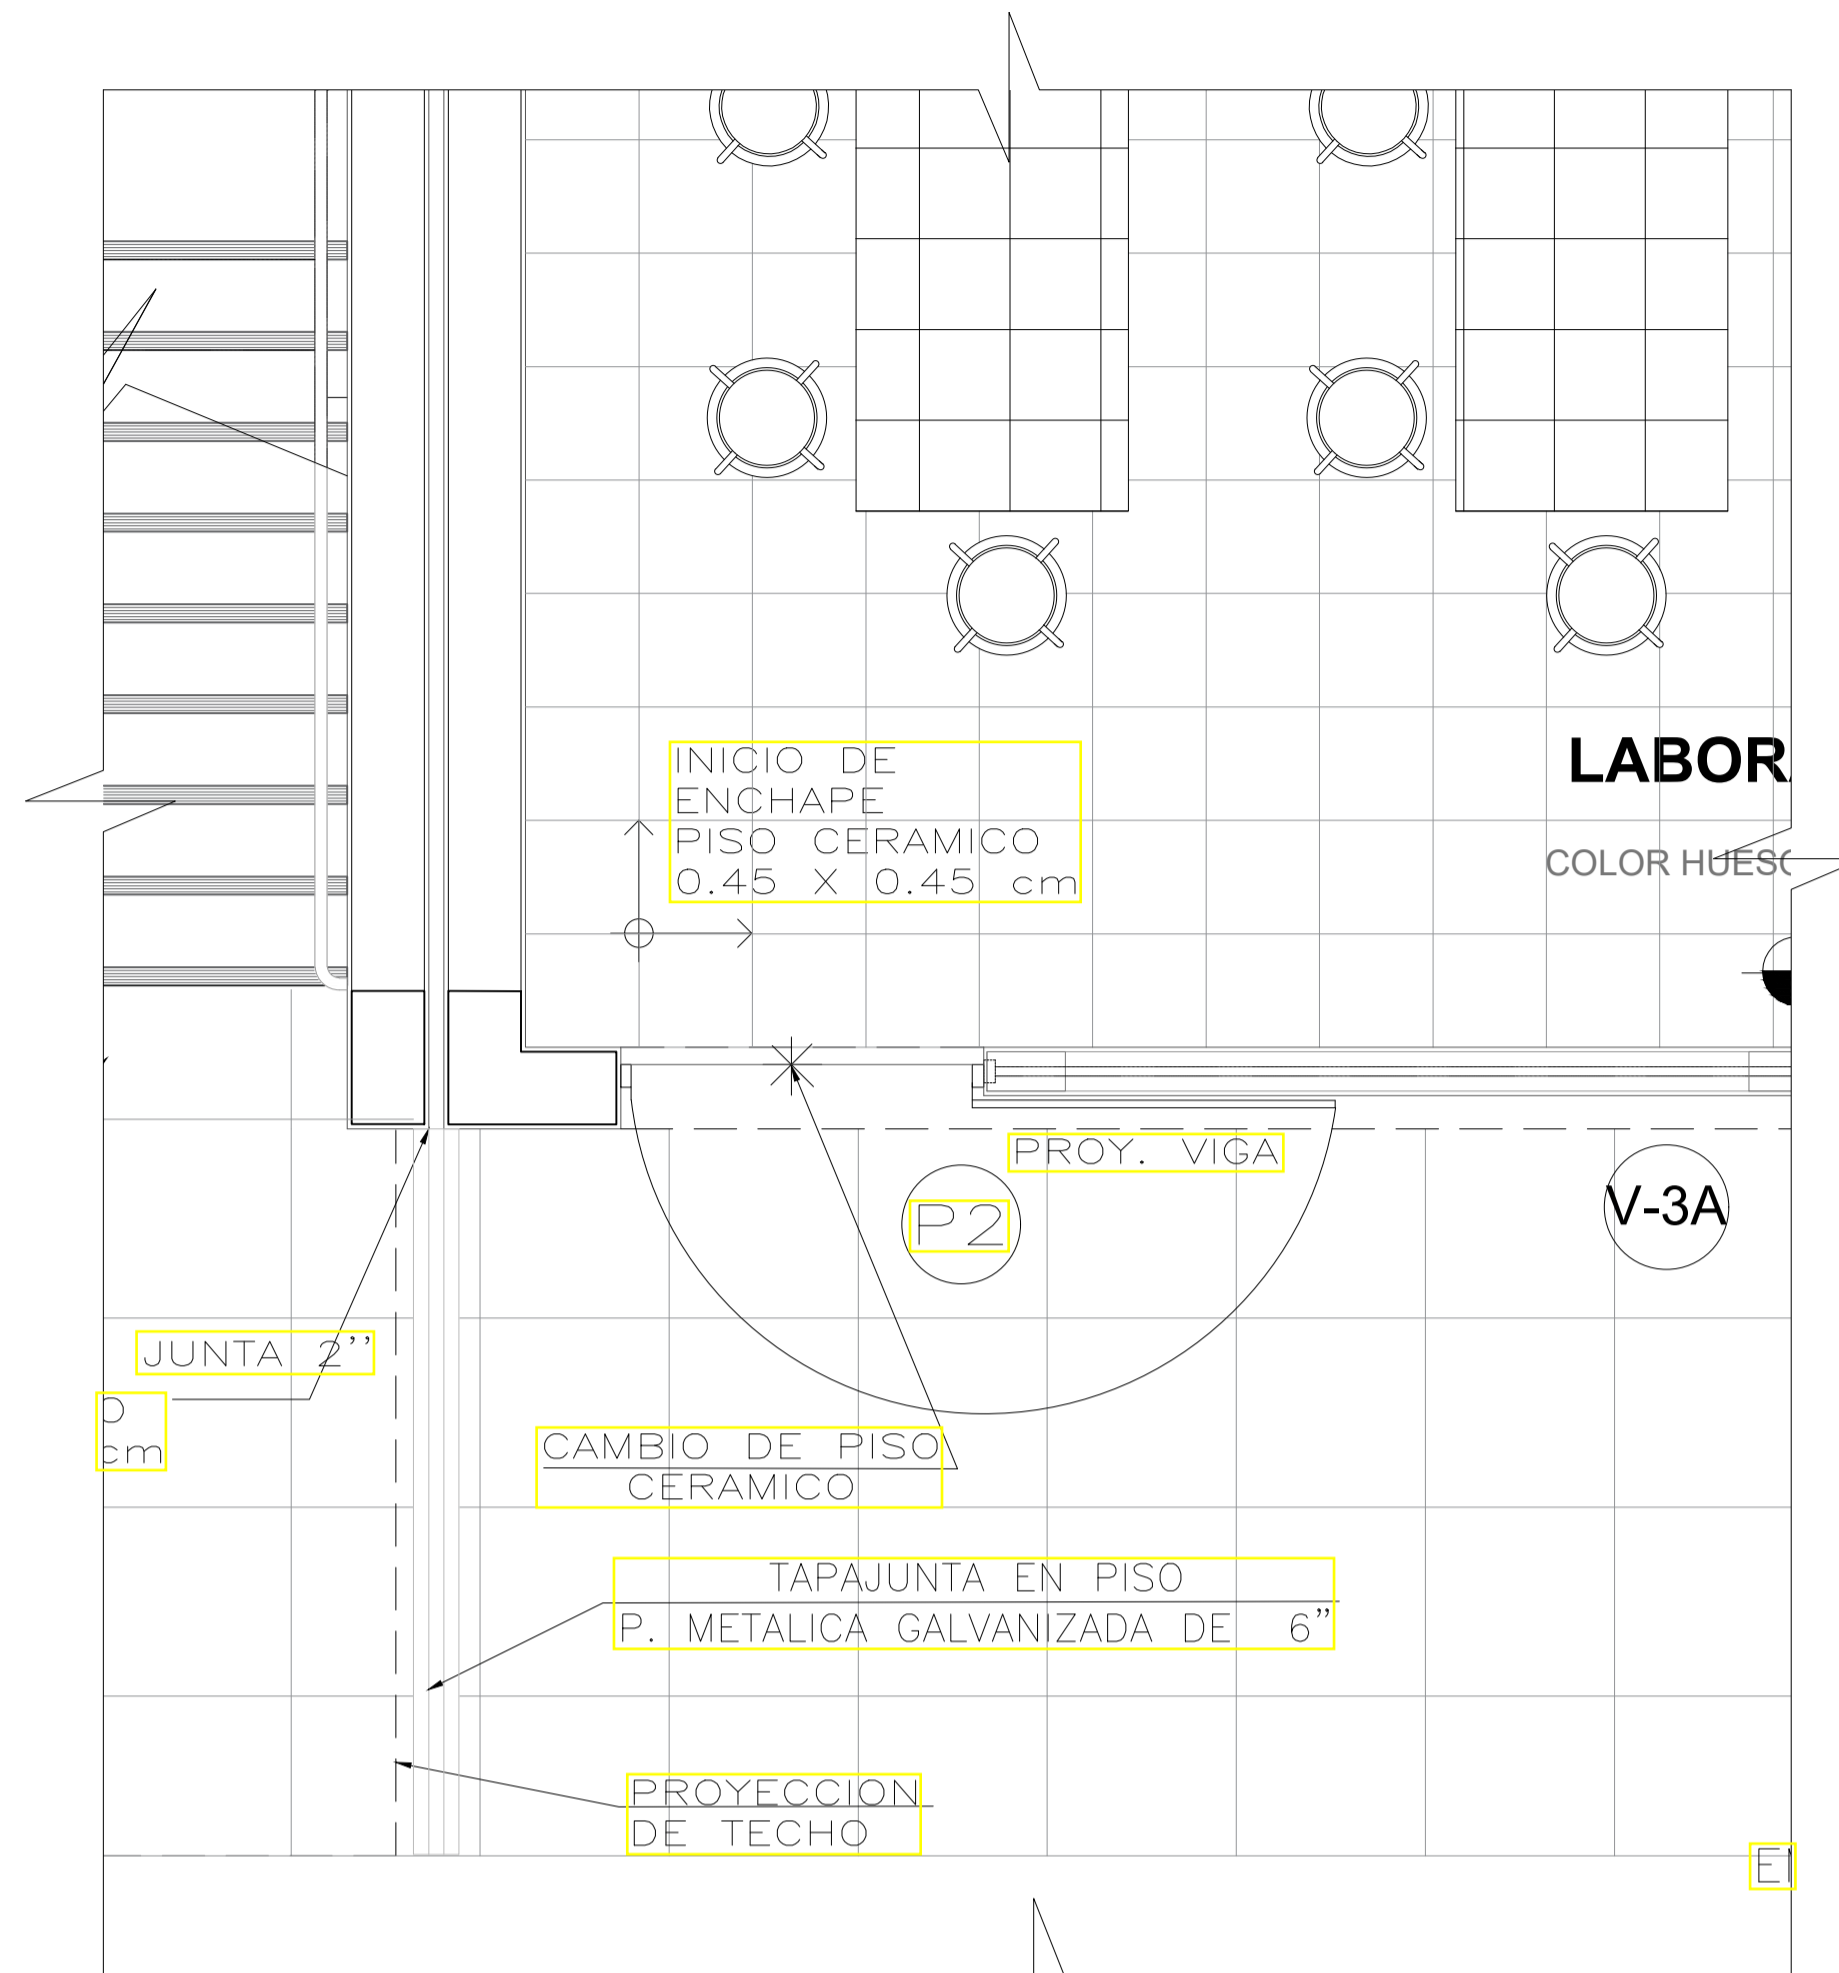 INICIO DE
ENCHAPE
PISO CERAMICO
0.45 X 0.45 cm
LABOR
COLOR HUESO
PROY. VIGA
P2
V-3A
JUNTA 2’’
O
cm
CAMBIO DE PISO
CERAMICO
TAPAJUNTA EN PISO
P. METALICA GALVANIZADA DE 6”
PROYECCION
DE TECHO